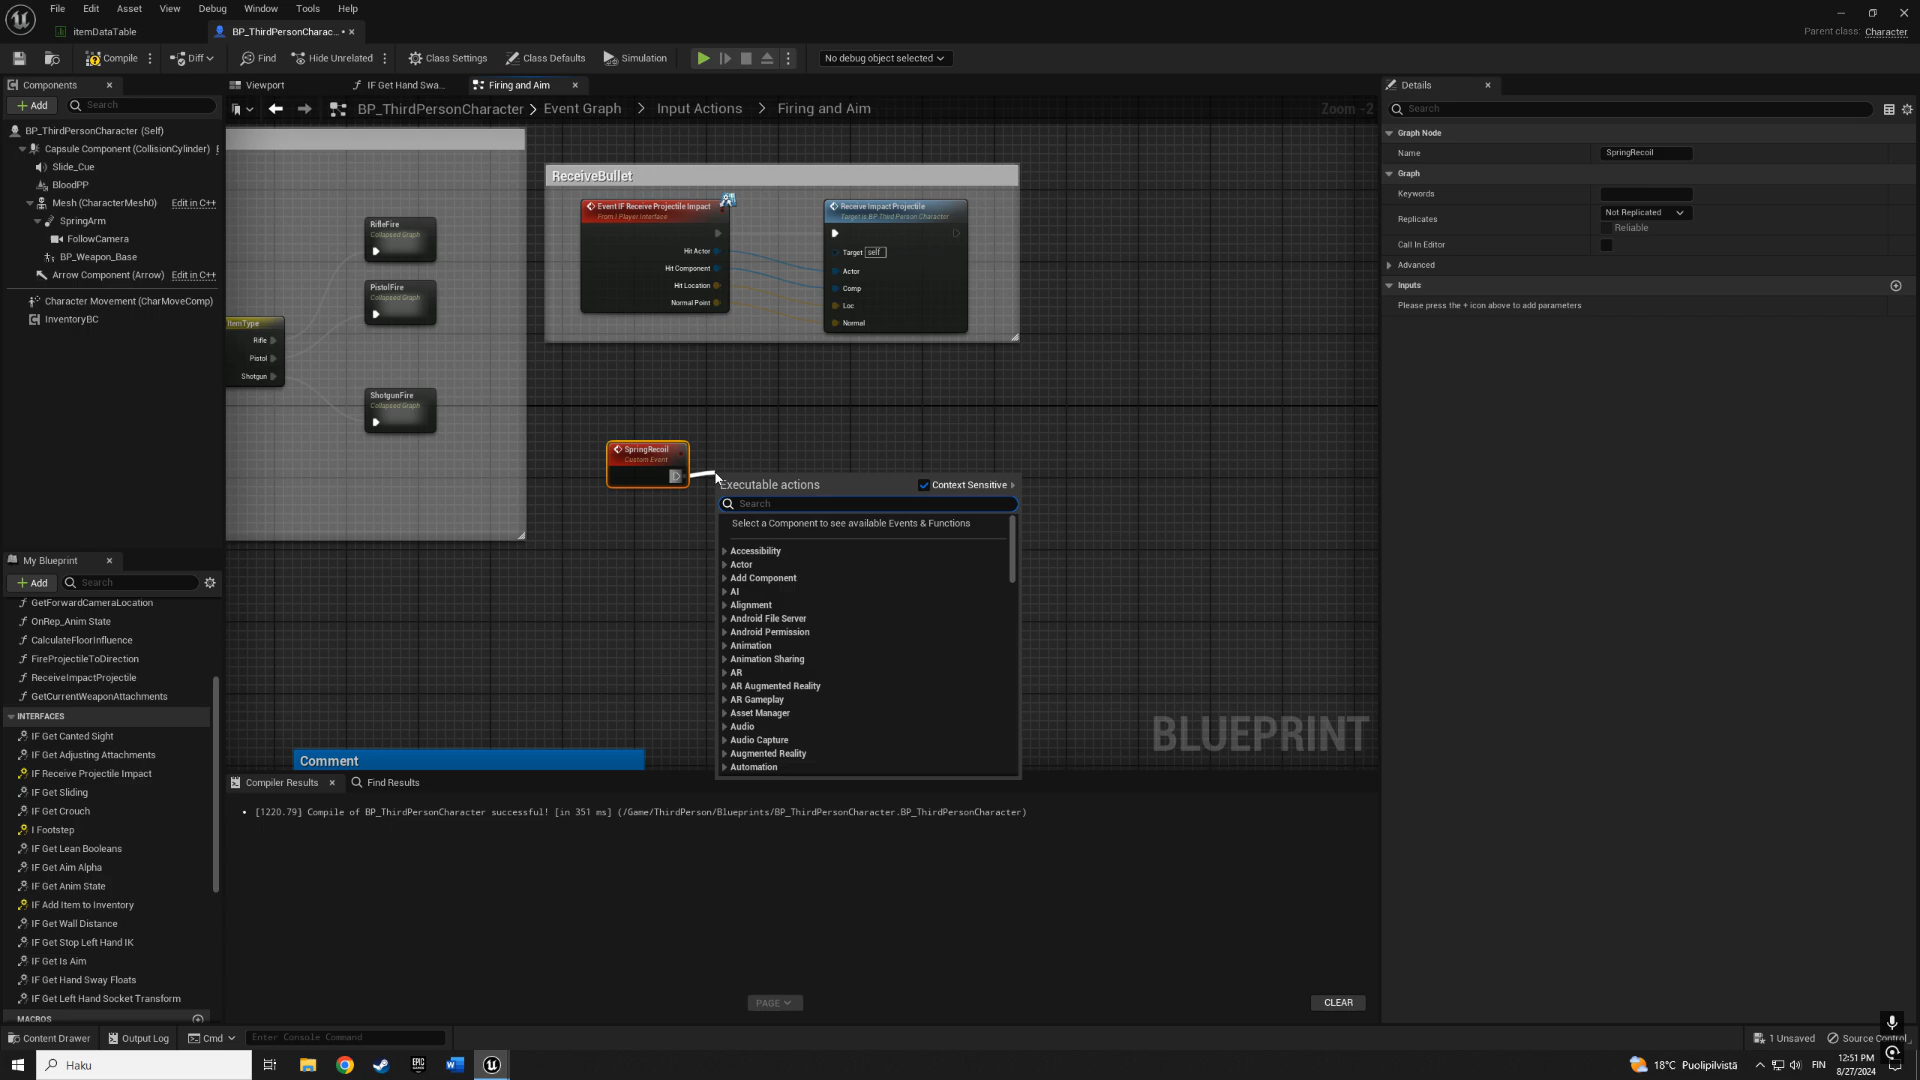 File Edit Asset View Debug Window Tools Help
itemDataTable
BP_ThirdPersonCharac...•
Parent class: Character
Compile
Diff
Find
Hide Unrelated
Class Settings
Class Defaults
Simulation
No debug object selected
Components
Viewport
IF Get Hand Swa...
Firing and Aim
Details
Add
Search
BP_ThirdPersonCharacter > Event Graph > Input Actions > Firing and Aim
Zoom -2
Search
BP_ThirdPersonCharacter (Self)
Capsule Component (CollisionCylinder)
Slide_Cue
BloodPP
Mesh (CharacterMesh0) Edit in C++
SpringArm
FollowCamera
BP_Weapon_Base
Arrow Component (Arrow) Edit in C++
Character Movement (CharMoveComp)
InventoryBC
Graph Node
Name SpringRecoil
Graph
Keywords
Replicates Not Replicated
Reliable
Call In Editor
Advanced
Inputs
Please press the + icon above to add parameters
RifleFire
Collapsed Graph
PistolFire
Collapsed Graph
ItemType
Rifle
Pistol
Shotgun
ShotgunFire
Collapsed Graph
ReceiveBullet
Event IF Receive Projectile Impact
From I Player Interface
Hit Actor
Hit Component
Hit Location
Normal Point
Receive Impact Projectile
Target is BP Third Person Character
Target self
Actor
Comp
Loc
Normal
SpringRecoil
Custom Event
Executable actions
Context Sensitive
Search
Select a Component to see available Events & Functions
Accessibility
Actor
Add Component
AI
Alignment
Android File Server
Android Permission
Animation
Animation Sharing
AR
AR Augmented Reality
AR Gameplay
Asset Manager
Audio
Audio Capture
Augmented Reality
Automation
BLUEPRINT
Comment
My Blueprint
Add
Search
GetForwardCameraLocation
OnRep_Anim State
CalculateFloorInfluence
FireProjectileToDirection
ReceiveImpactProjectile
GetCurrentWeaponAttachments
INTERFACES
IF Get Canted Sight
IF Get Adjusting Attachments
IF Receive Projectile Impact
IF Get Sliding
IF Get Crouch
I Footstep
IF Get Lean Booleans
IF Get Aim Alpha
IF Get Anim State
IF Add Item to Inventory
IF Get Wall Distance
IF Get Stop Left Hand IK
IF Get Is Aim
IF Get Hand Sway Floats
IF Get Left Hand Socket Transform
MACROS
Compiler Results
Find Results
• [1220.79] Compile of BP_ThirdPersonCharacter successful! [in 351 ms] (/Game/ThirdPerson/Blueprints/BP_ThirdPersonCharacter.BP_ThirdPersonCharacter)
PAGE
CLEAR
Content Drawer
Output Log
Cmd
Enter Console Command
1 Unsaved
Source Control
Haku
EPIC
18°C Puolipilvistä
FIN
12:51 PM
8/27/2024